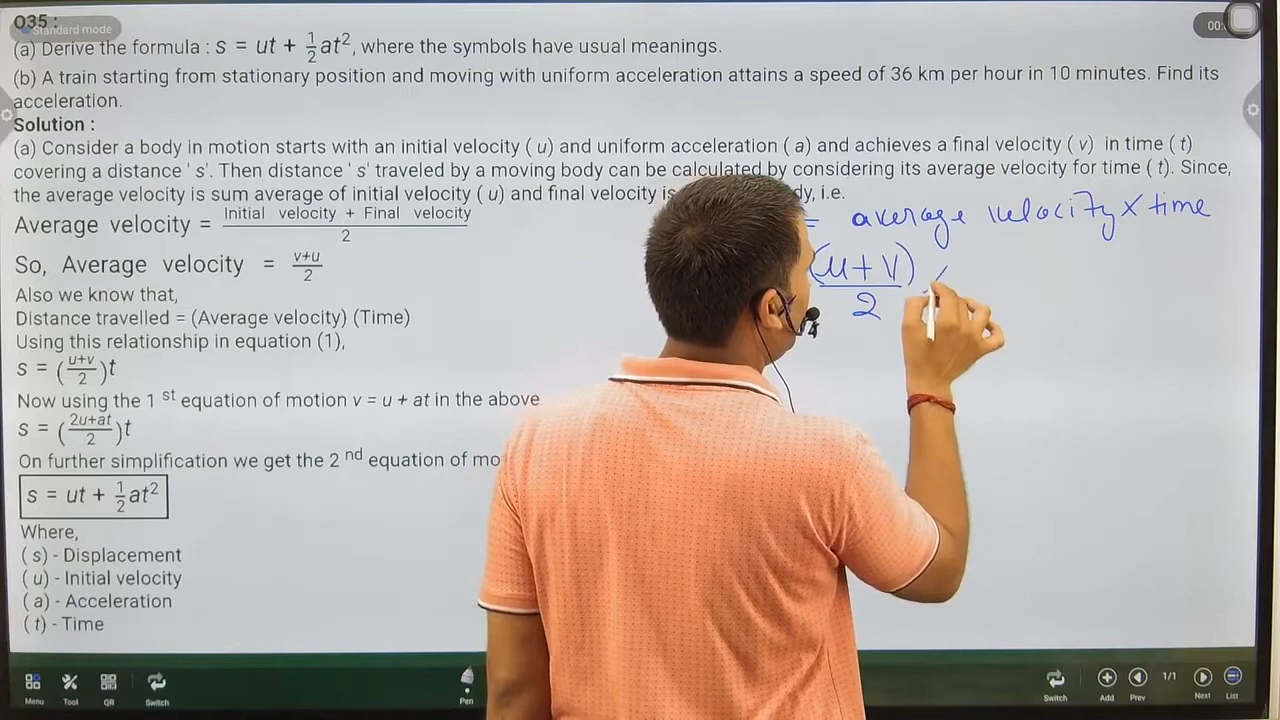 Q35 :
Standard mode
00:
(a) Derive the formula : s = ut + 1/2 at², where the symbols have usual meanings.
(b) A train starting from stationary position and moving with uniform acceleration attains a speed of 36 km per hour in 10 minutes. Find its
acceleration.
Solution :
(a) Consider a body in motion starts with an initial velocity ( u) and uniform acceleration ( a) and achieves a final velocity ( v) in time ( t)
covering a distance ' s'. Then distance ' s' traveled by a moving body can be calculated by considering its average velocity for time ( t). Since,
the average velocity is sum average of initial velocity ( u) and final velocity is dy, i.e.
= average velocity × time
Average velocity = Initial velocity + Final velocity / 2
(u + v) / 2
So, Average velocity = v+u / 2
Also we know that,
Distance travelled = (Average velocity) (Time)
Using this relationship in equation (1),
s = (u+v / 2)t
Now using the 1 st equation of motion v = u + at in the above
s = (2u+at / 2)t
On further simplification we get the 2 nd equation of mo
s = ut + 1/2 at²
Where,
( s) - Displacement
( u) - Initial velocity
( a) - Acceleration
( t) - Time
Menu Tool QR Switch Pen Switch Add Prev 1/1 Next List